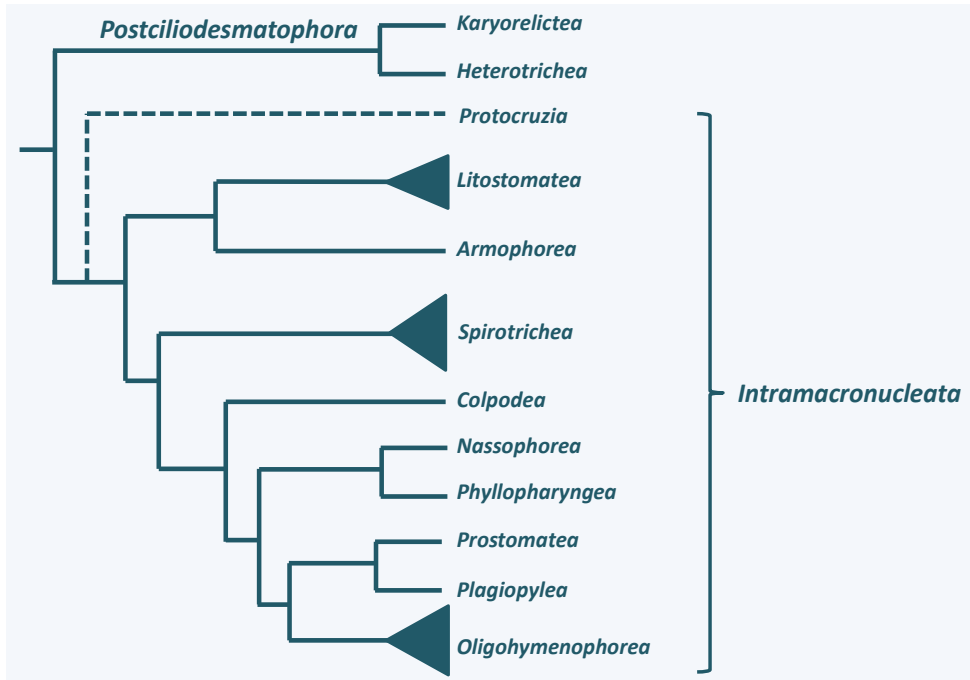 Postciliodesmatophora
Karyorelictea
Heterotrichea
Protocruzia
Litostomatea
Armophorea
Spirotrichea
Intramacronucleata
Colpodea
Nassophorea
Phyllopharyngea
Prostomatea
Plagiopylea
Oligohymenophorea